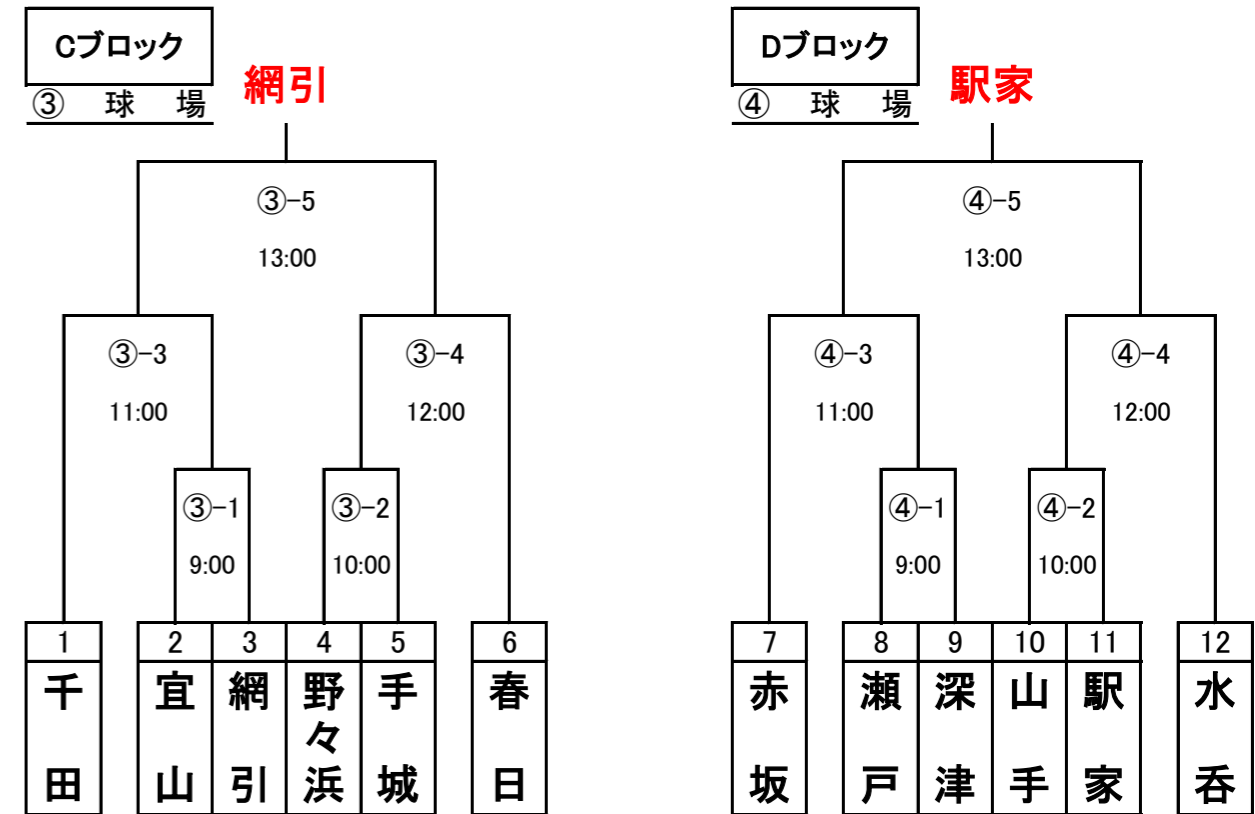 Cブロック
③ 球 場
網引
③-5
13:00
③-3
11:00
③-4
12:00
③-1
9:00
③-2
10:00
1
2
3
4
5
6
千田
宜山
網引
野々浜
手城
春日
Dブロック
④ 球 場
駅家
④-5
13:00
④-3
11:00
④-4
12:00
④-1
9:00
④-2
10:00
7
8
9
10
11
12
赤坂
瀬戸
深津
山手
駅家
水呑